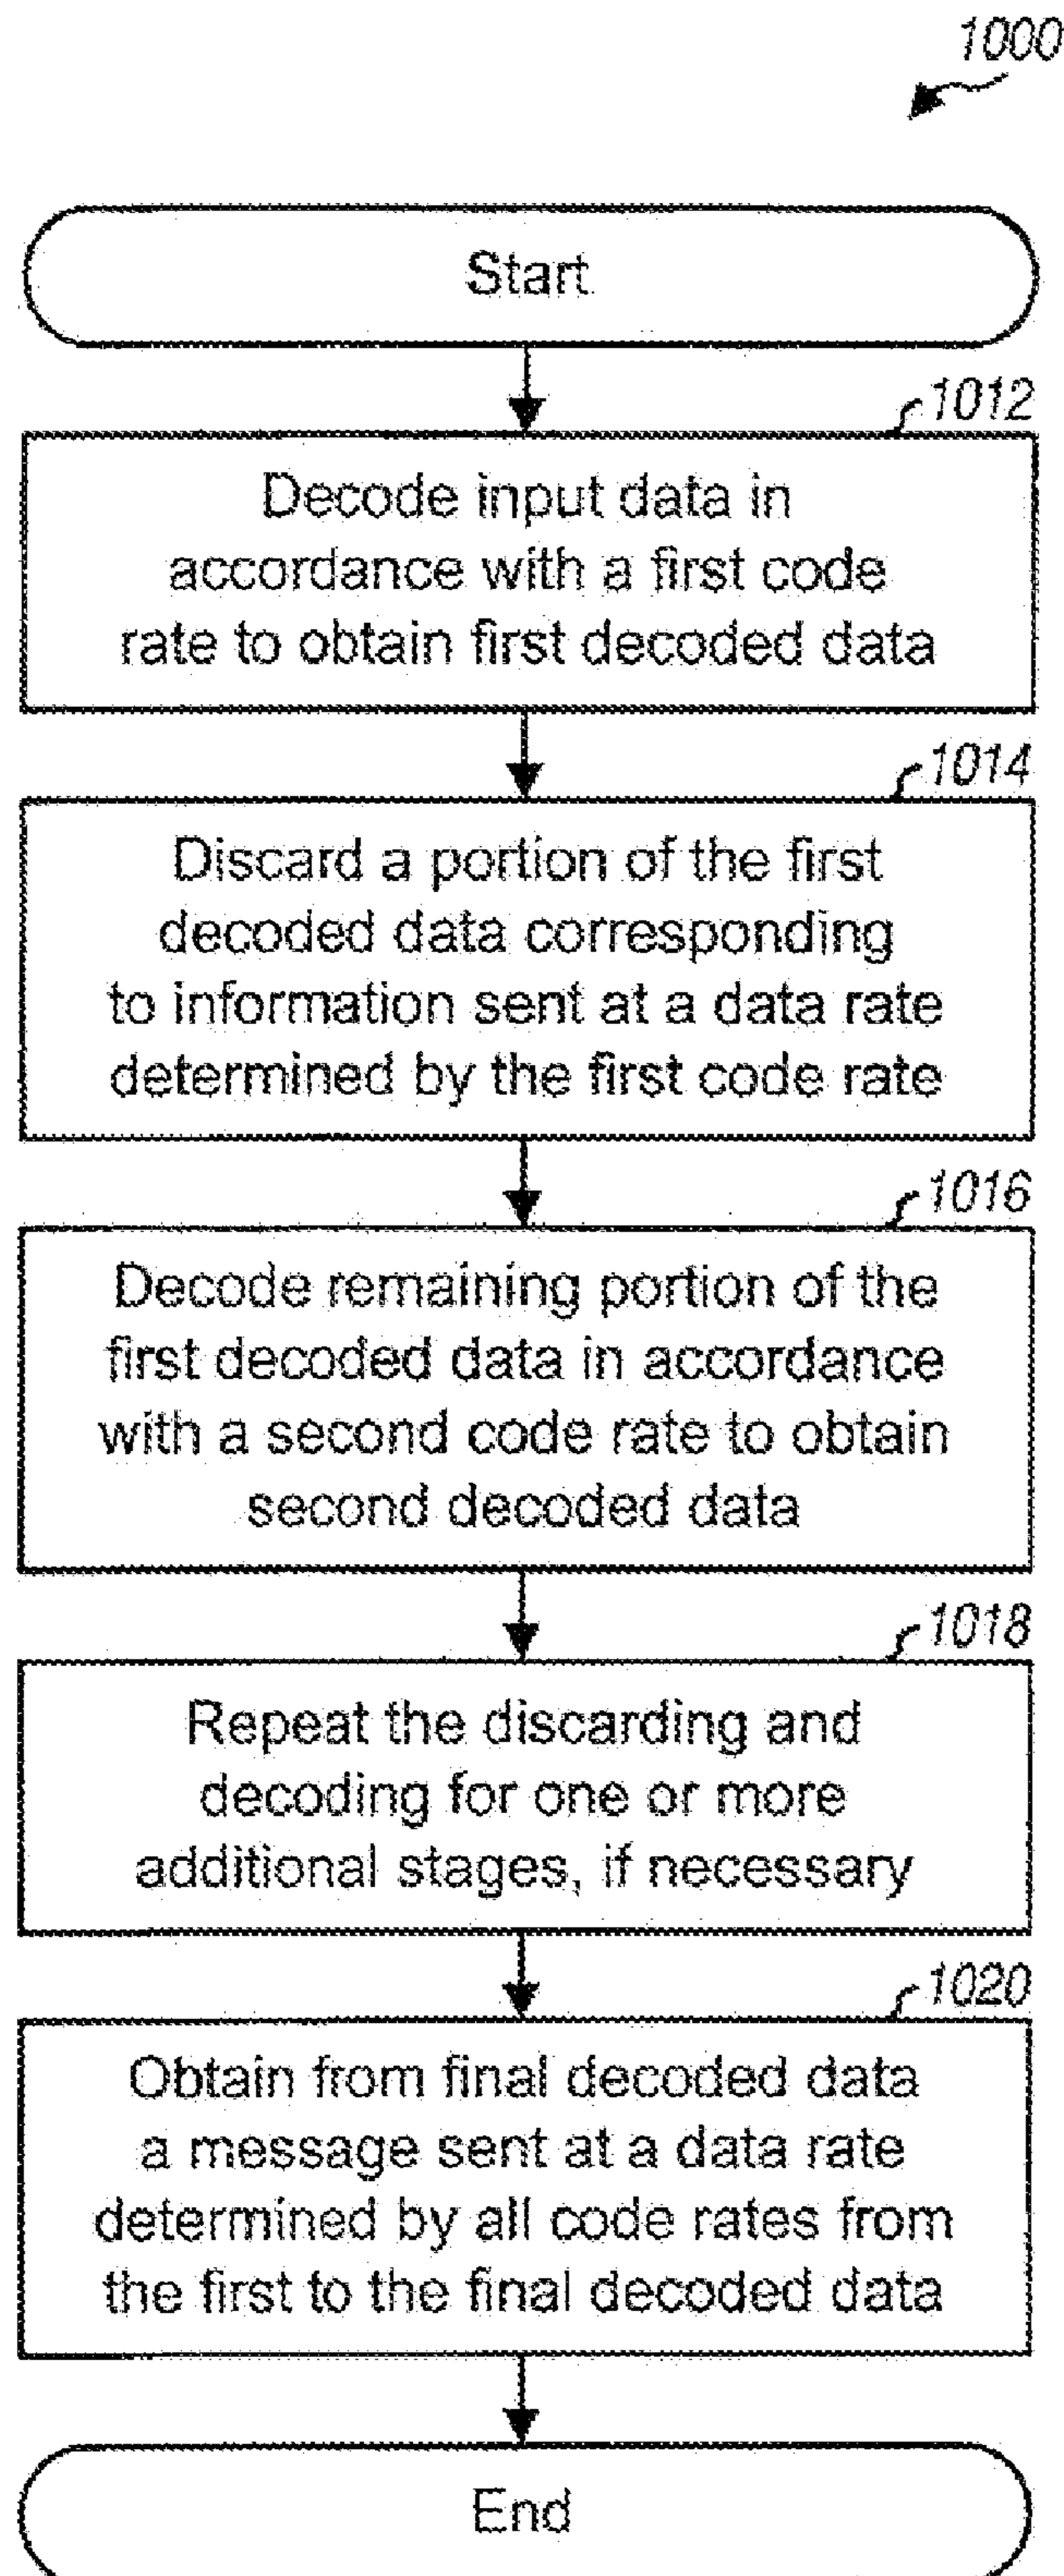 1000
Start
1012
Decode input data in
accordance with a first code
rate to obtain first decoded data
1014
Discard a portion of the first
decoded data corresponding
to information sent at a data rate
determined by the first code rate
1016
Decode remaining portion of the
first decoded data in accordance
with a second code rate to obtain
second decoded data
1018
Repeat the discarding and
decoding for one or more
additional stages, if necessary
1020
Obtain from final decoded data
a message sent at a data rate
determined by all code rates from
the first to the final decoded data
End